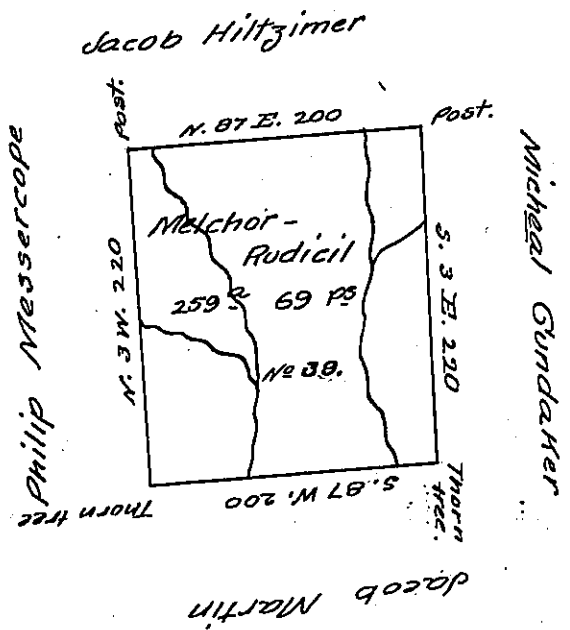 Jacob Hiltzimer
Post.
N. 87 E. 200
Post.
Philip Messercope
N. 3 W. 220
Melchor-
Rudicil
259 a 69 ps
No 38.
S. 3 E. 220
Micheal Gundaker
Thorn tree
S. 87 W. 200
Thorn
tree.
Jacob Martin